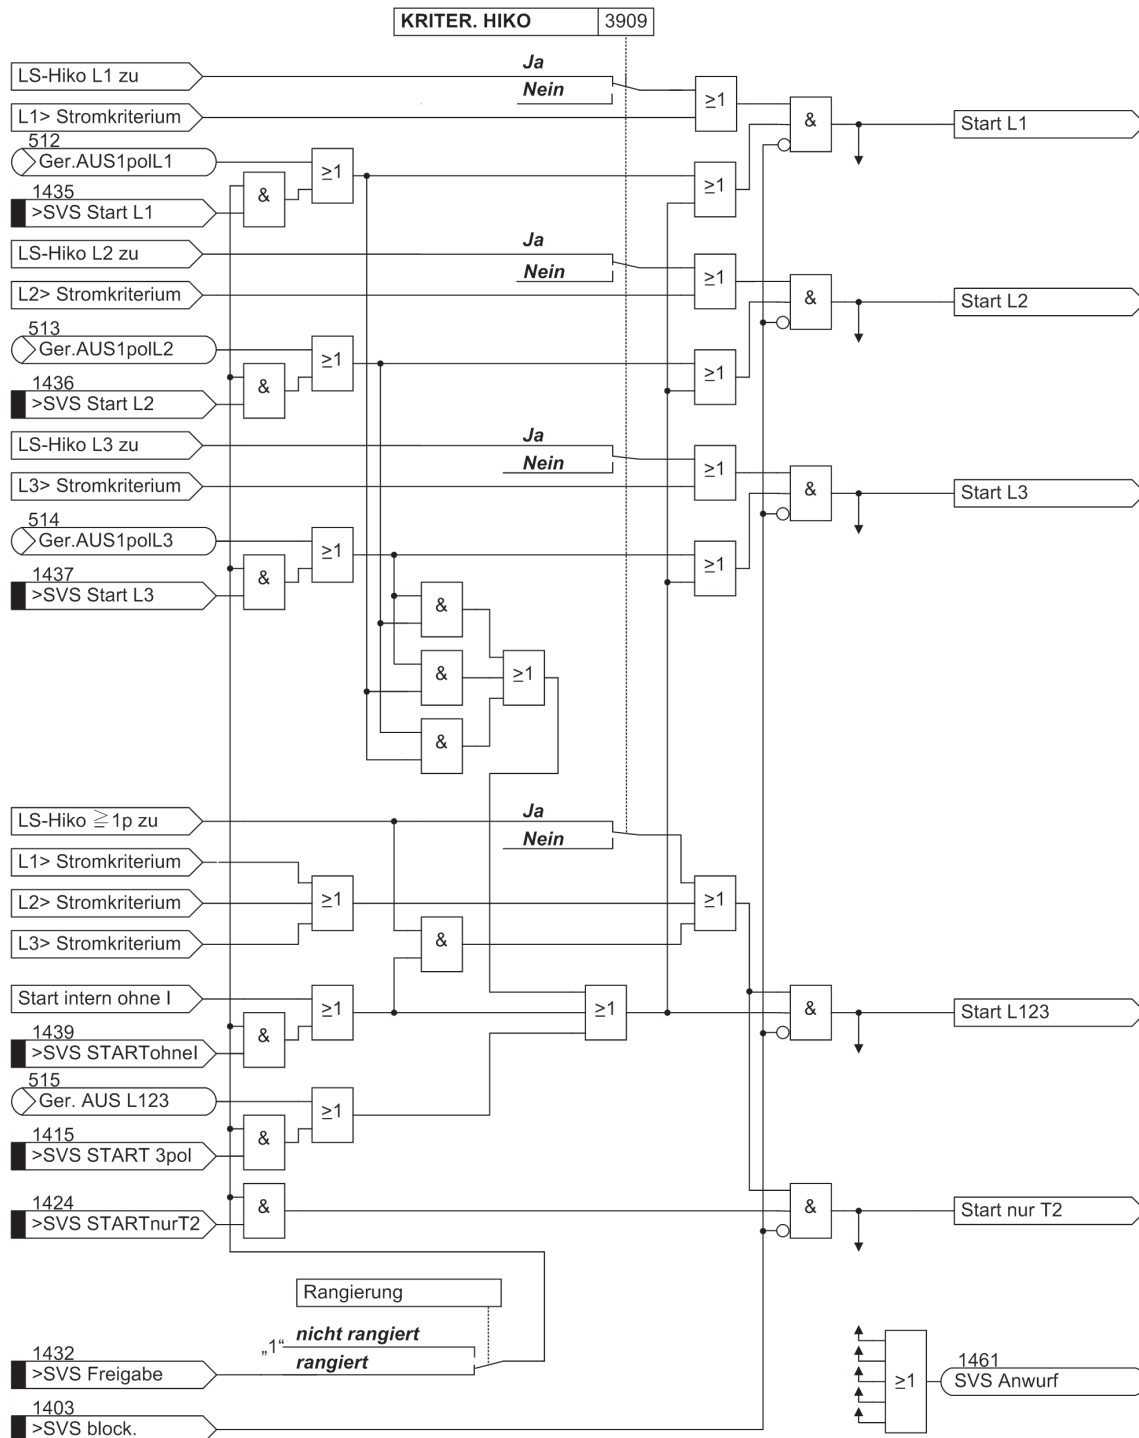 KRITER. HIKO 3909
LS-Hiko L1 zu
Ja
Nein
≥1
L1> Stromkriterium
&
Start L1
512
Ger.AUS1polL1
≥1
≥1
1435
>SVS Start L1
&
LS-Hiko L2 zu
Ja
Nein
≥1
L2> Stromkriterium
&
Start L2
513
Ger.AUS1polL2
≥1
≥1
1436
>SVS Start L2
&
LS-Hiko L3 zu
Ja
Nein
≥1
L3> Stromkriterium
&
Start L3
514
Ger.AUS1polL3
≥1
≥1
1437
>SVS Start L3
&
&
&
≥1
&
LS-Hiko ≧1p zu
Ja
Nein
L1> Stromkriterium
L2> Stromkriterium
≥1
≥1
L3> Stromkriterium
&
Start intern ohne I
≥1
≥1
&
Start L123
1439
>SVS STARTohneI
&
515
Ger. AUS L123
≥1
1415
>SVS START 3pol
&
1424
>SVS STARTnurT2
&
&
Start nur T2
Rangierung
„1“ nicht rangiert
rangiert
1432
>SVS Freigabe
≥1
1461
SVS Anwurf
1403
>SVS block.